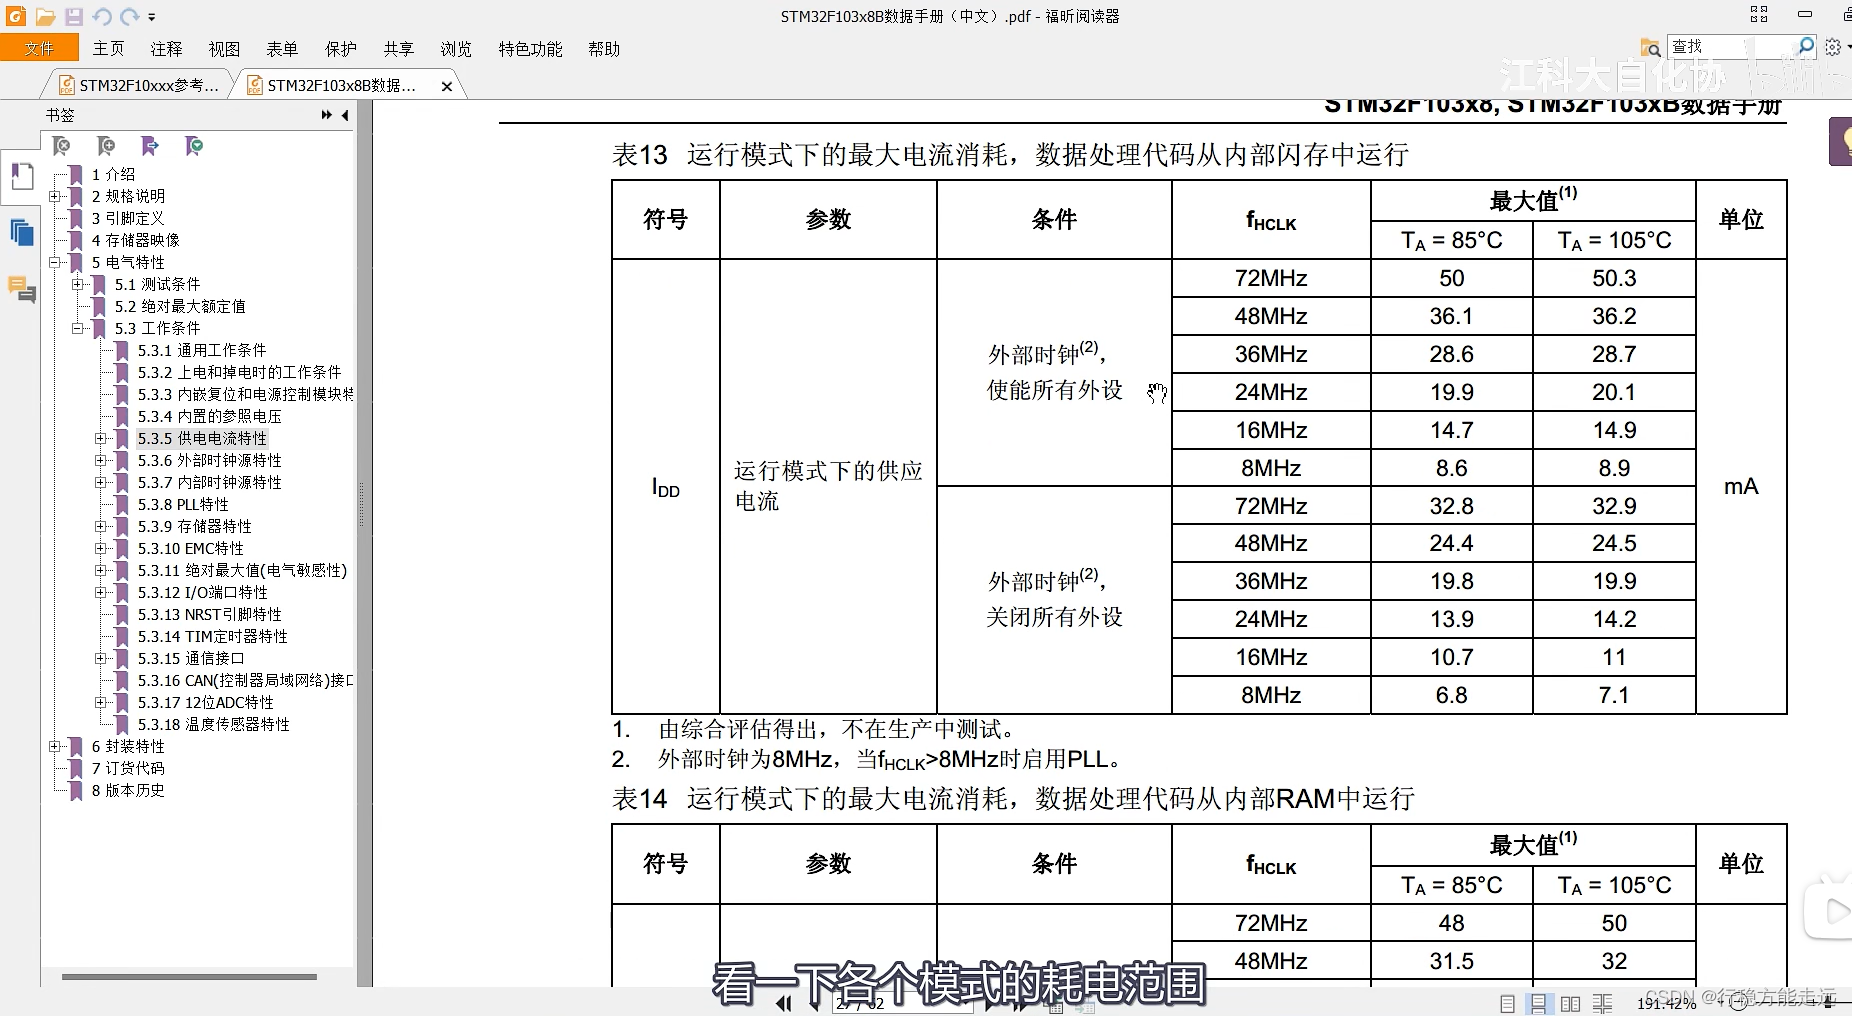 STM32F103x8B数据手册（中文）.pdf - 福昕阅读器
文件 主页 注释 视图 表单 保护 共享 浏览 特色功能 帮助
查找
江科大自化协
STM32F10xxx参考... STM32F103x8B数据...
书签
1 介绍
2 规格说明
3 引脚定义
4 存储器映像
5 电气特性
5.1 测试条件
5.2 绝对最大额定值
5.3 工作条件
5.3.1 通用工作条件
5.3.2 上电和掉电时的工作条件
5.3.3 内嵌复位和电源控制模块特
5.3.4 内置的参照电压
5.3.5 供电电流特性
5.3.6 外部时钟源特性
5.3.7 内部时钟源特性
5.3.8 PLL特性
5.3.9 存储器特性
5.3.10 EMC特性
5.3.11 绝对最大值(电气敏感性)
5.3.12 I/O端口特性
5.3.13 NRST引脚特性
5.3.14 TIM定时器特性
5.3.15 通信接口
5.3.16 CAN(控制器局域网络)接口
5.3.17 12位ADC特性
5.3.18 温度传感器特性
6 封装特性
7 订货代码
8 版本历史
STM32F103x8, STM32F103xB数据手册
表13 运行模式下的最大电流消耗，数据处理代码从内部闪存中运行
符号 参数 条件 fHCLK 最大值(1) 单位
TA = 85°C TA = 105°C
IDD 运行模式下的供应
电流
外部时钟(2)，
使能所有外设
72MHz 50 50.3
48MHz 36.1 36.2
36MHz 28.6 28.7
24MHz 19.9 20.1
16MHz 14.7 14.9
8MHz 8.6 8.9
外部时钟(2)，
关闭所有外设
72MHz 32.8 32.9
48MHz 24.4 24.5
36MHz 19.8 19.9
24MHz 13.9 14.2
16MHz 10.7 11
8MHz 6.8 7.1
mA
1. 由综合评估得出，不在生产中测试。
2. 外部时钟为8MHz，当fHCLK>8MHz时启用PLL。
表14 运行模式下的最大电流消耗，数据处理代码从内部RAM中运行
符号 参数 条件 fHCLK 最大值(1) 单位
TA = 85°C TA = 105°C
72MHz 48 50
48MHz 31.5 32
看一下各个模式的耗电范围
27 / 62
191.42%
CSDN @行稳方能走远